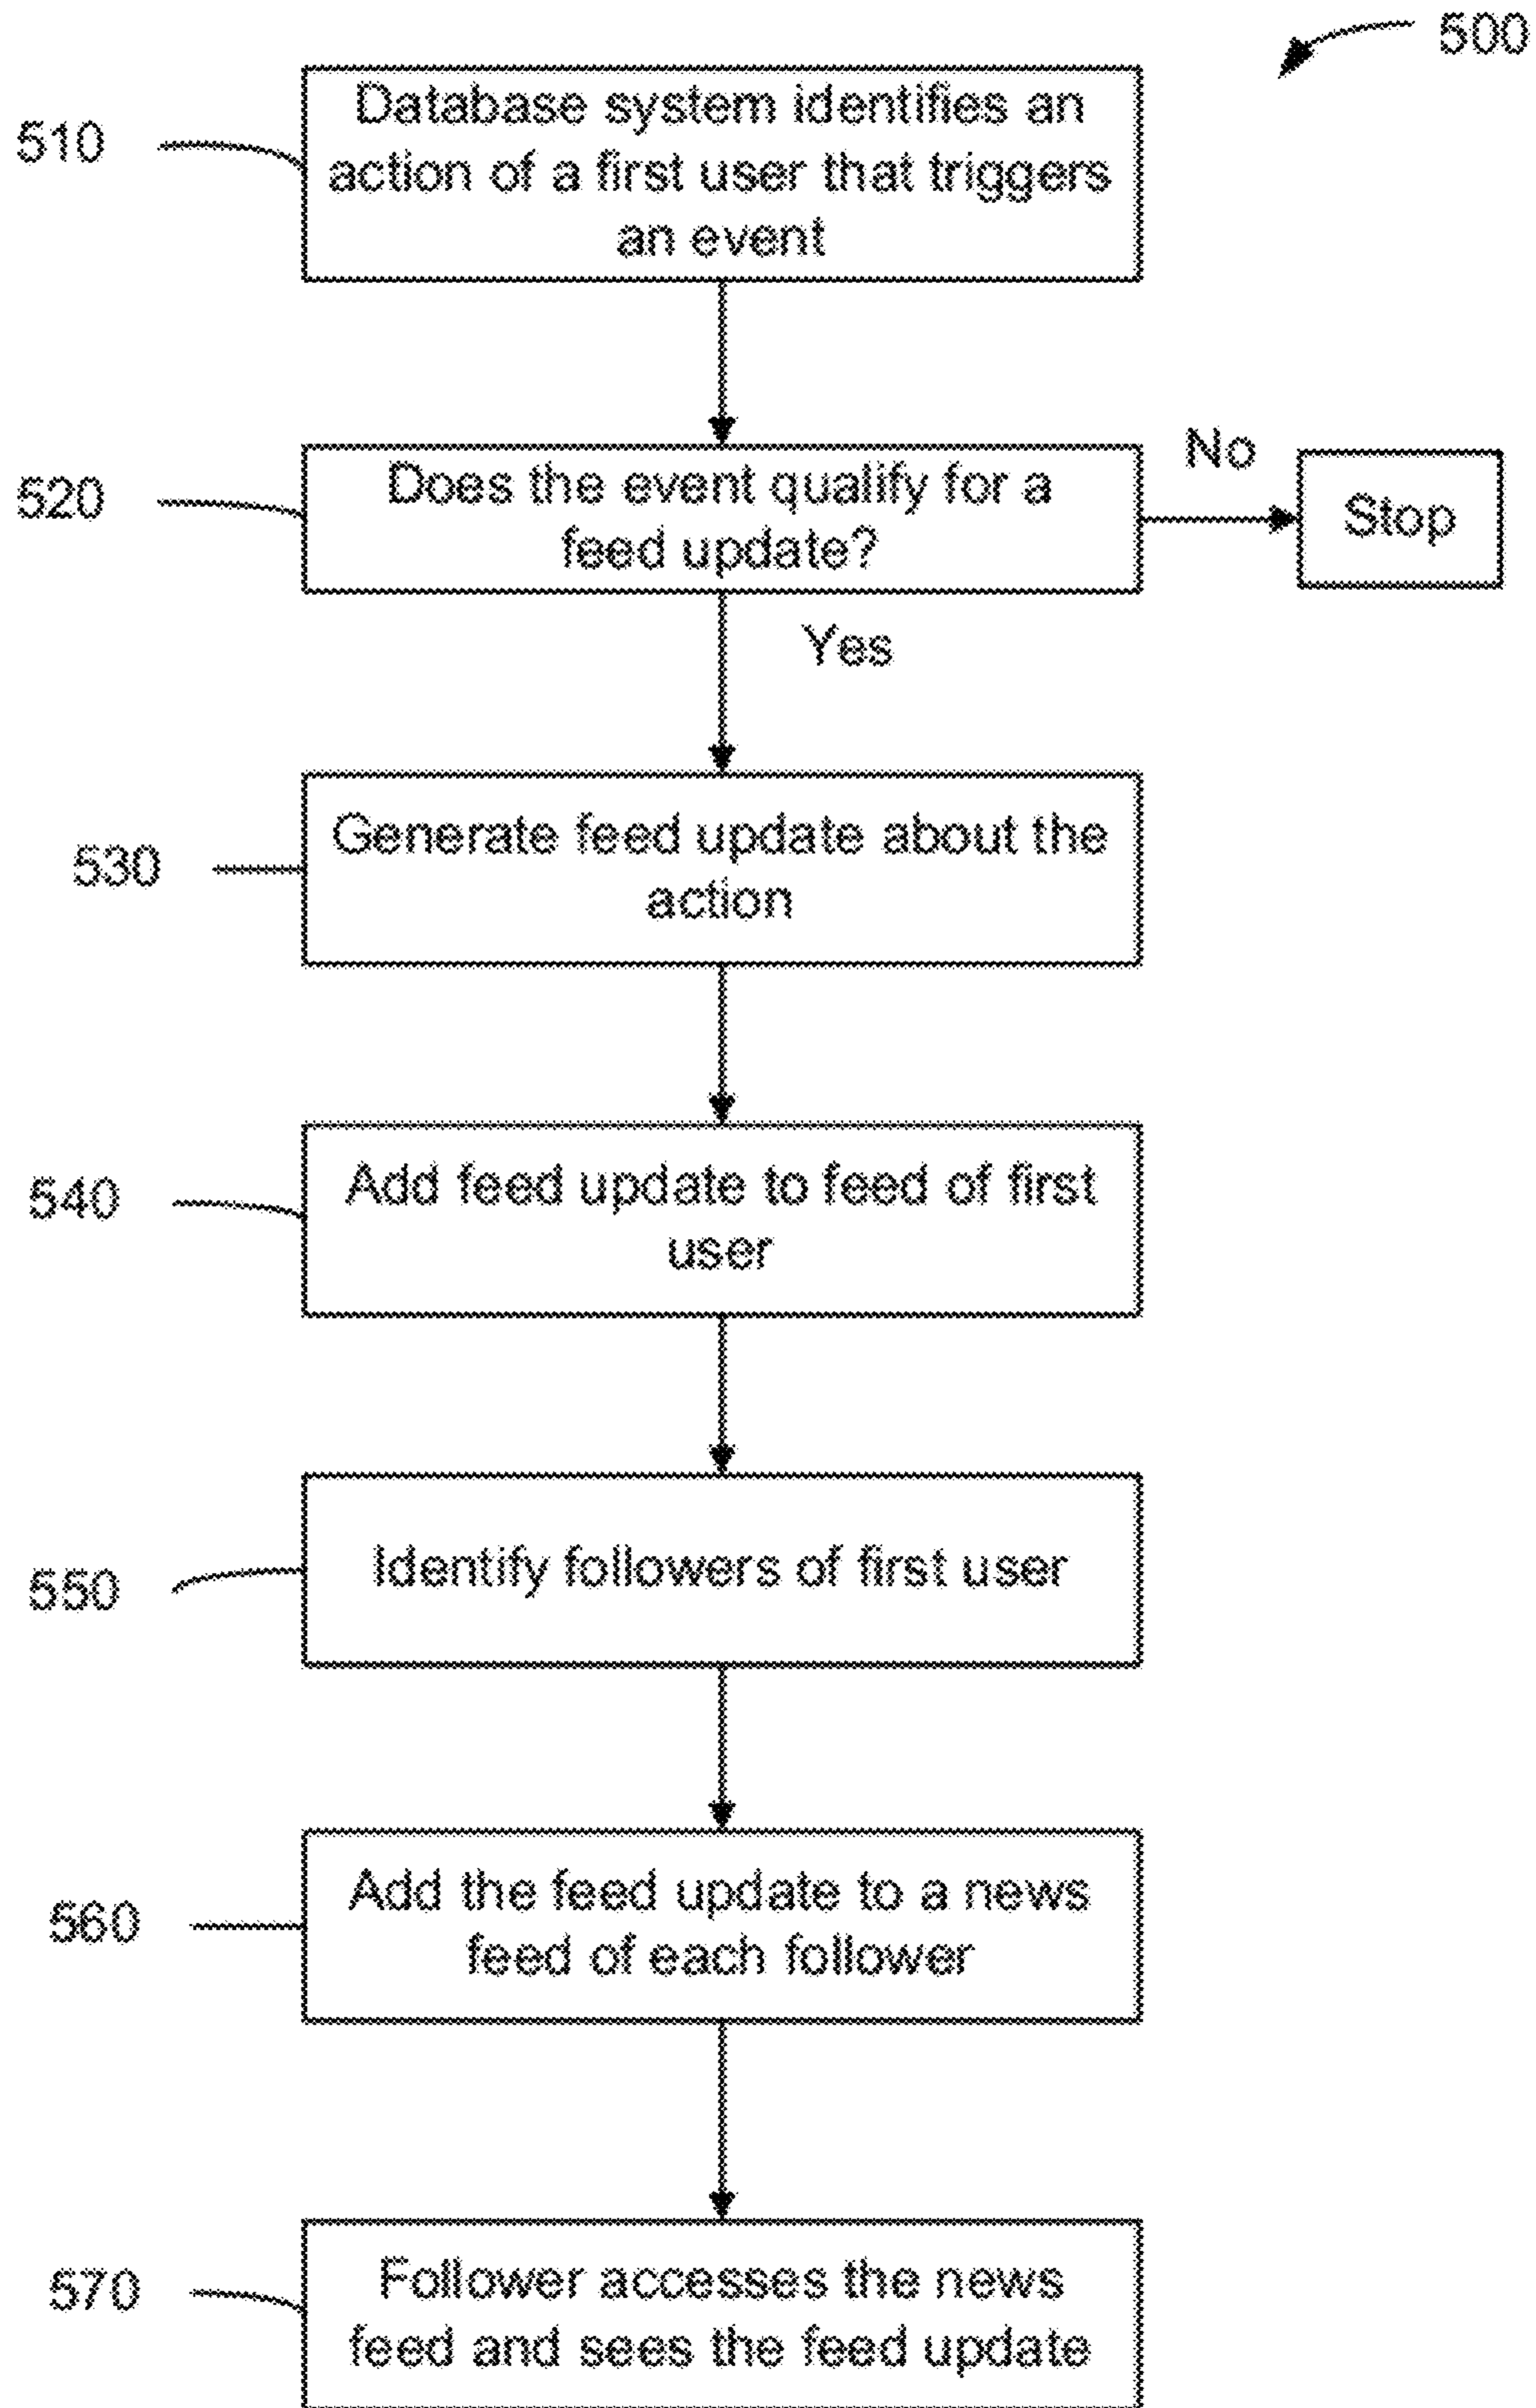 500
510
Database system identifies an
action of a first user that triggers
an event
520
Does the event qualify for a
feed update?
No
Stop
Yes
530
Generate feed update about the
action
540
Add feed update to feed of first
user
550
Identify followers of first user
560
Add the feed update to a news
feed of each follower
570
Follower accesses the news
feed and sees the feed update